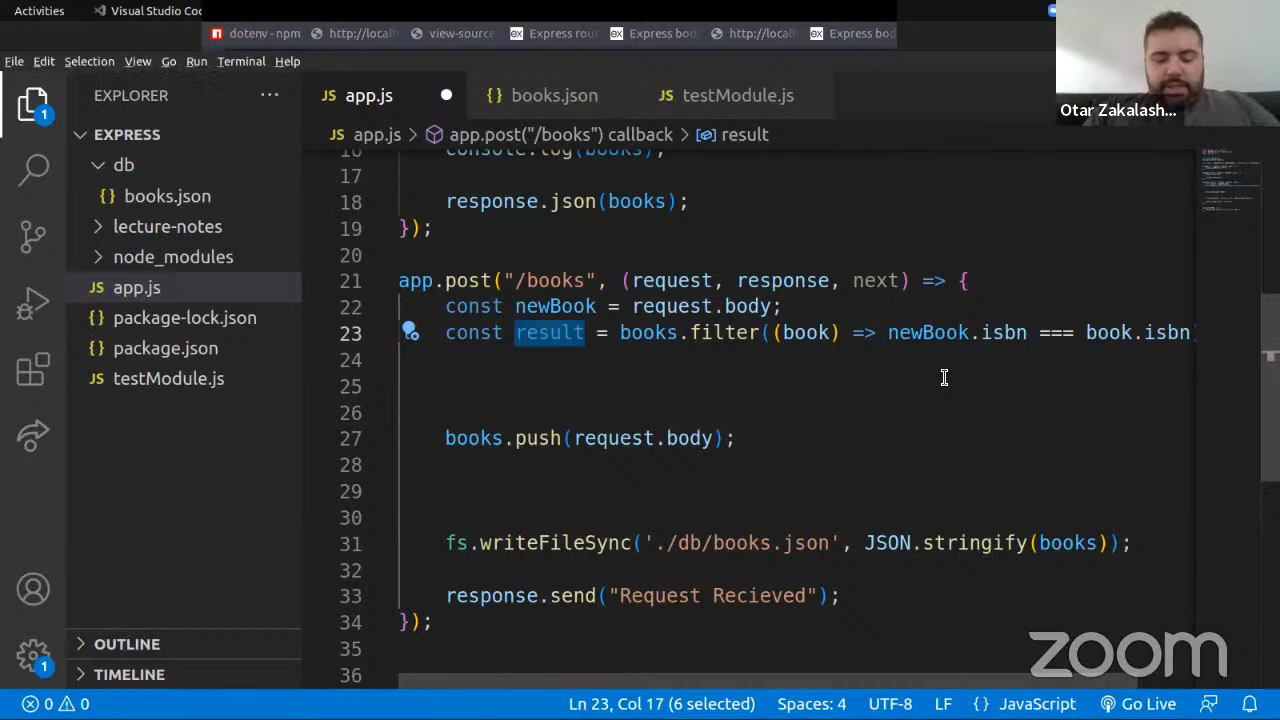 Activities
Visual Studio Cod
dotenv - npm
http://localh
view-source
Express rout
Express bod
http://localh
Express bod
File Edit Selection View Go Run Terminal Help
Otar Zakalash...
EXPLORER
app.js
books.json
testModule.js
EXPRESS
app.js > app.post("/books") callback > result
db
books.json
lecture-notes
node_modules
app.js
package-lock.json
package.json
testModule.js
16 console.log(books);
17
18 response.json(books);
19 });
20
21 app.post("/books", (request, response, next) => {
22 const newBook = request.body;
23 const result = books.filter((book) => newBook.isbn === book.isbn)
24
25
26
27 books.push(request.body);
28
29
30
31 fs.writeFileSync('./db/books.json', JSON.stringify(books));
32
33 response.send("Request Recieved");
34 });
35
36
OUTLINE
TIMELINE
1
1
zoom
0 0
Ln 23, Col 17 (6 selected) Spaces: 4 UTF-8 LF {} JavaScript Go Live